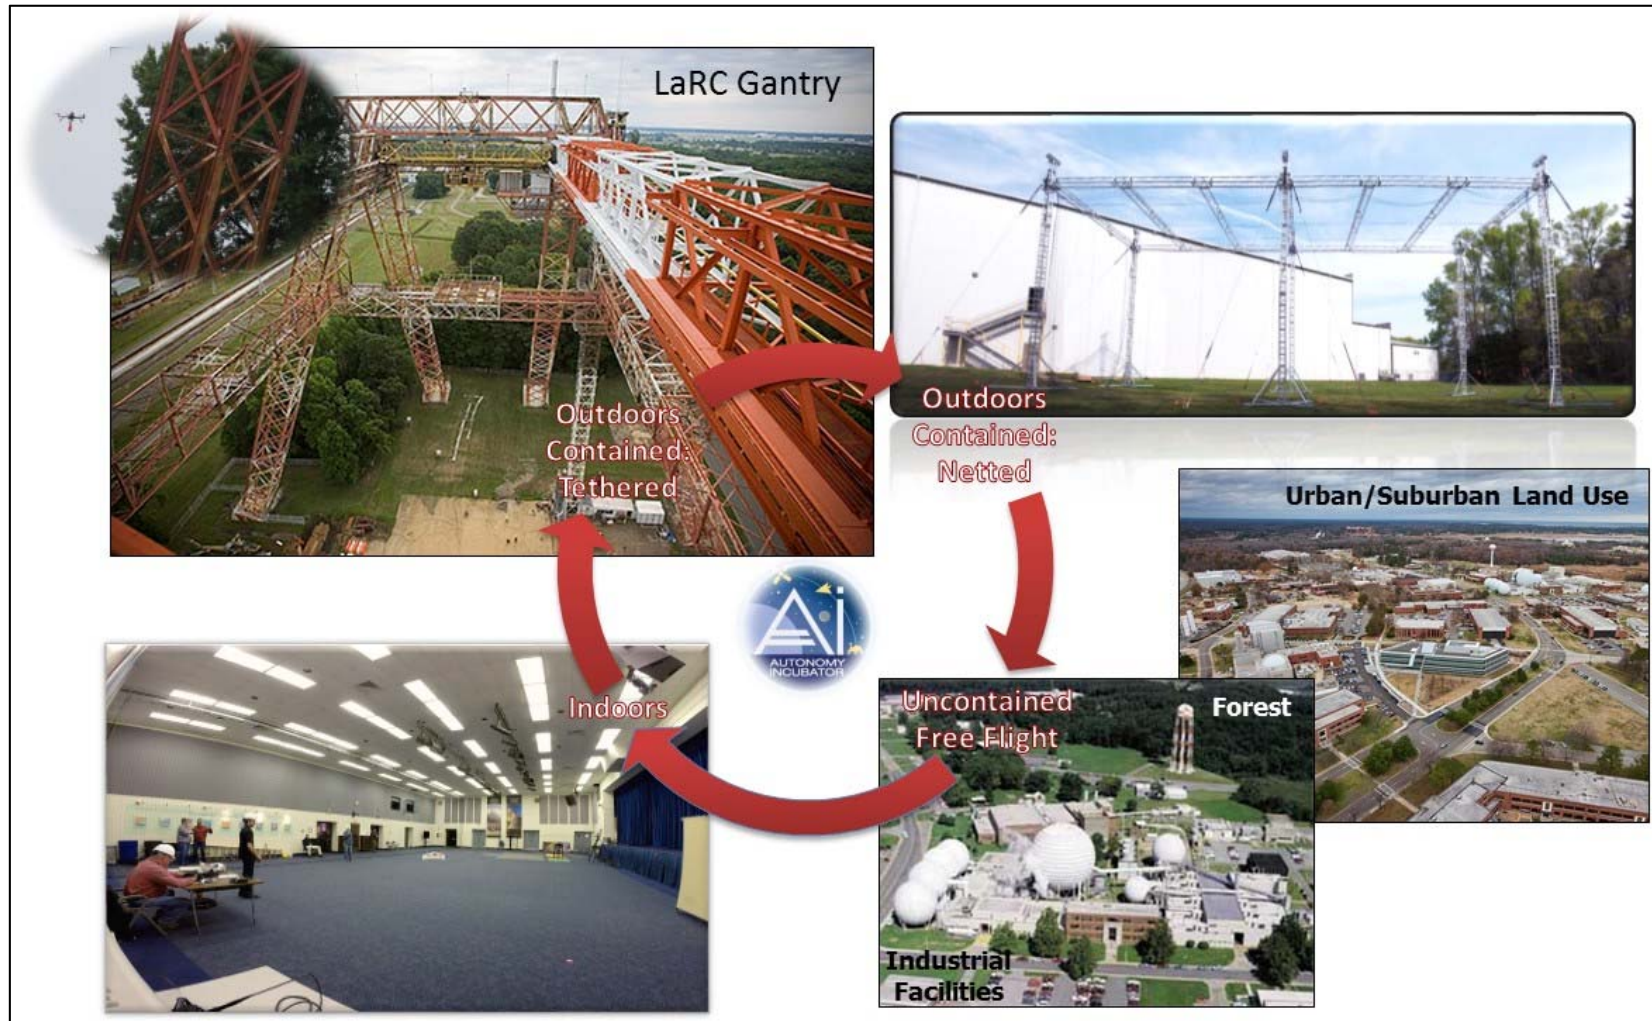 LaRC Gantry
Outdoors
Contained:
Tethered
Outdoors
Contained:
Netted
Urban/Suburban Land Use
Ai
AUTONOMY
INCUBATOR
Indoors
Uncontained
Free Flight
Forest
Industrial
Facilities